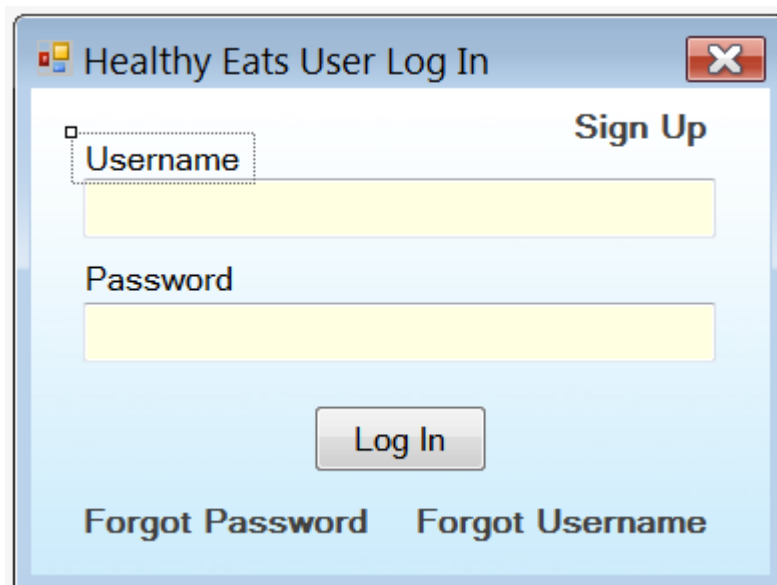 Healthy Eats User Log In
Sign Up
Username
Password
Log In
Forgot Password Forgot Username